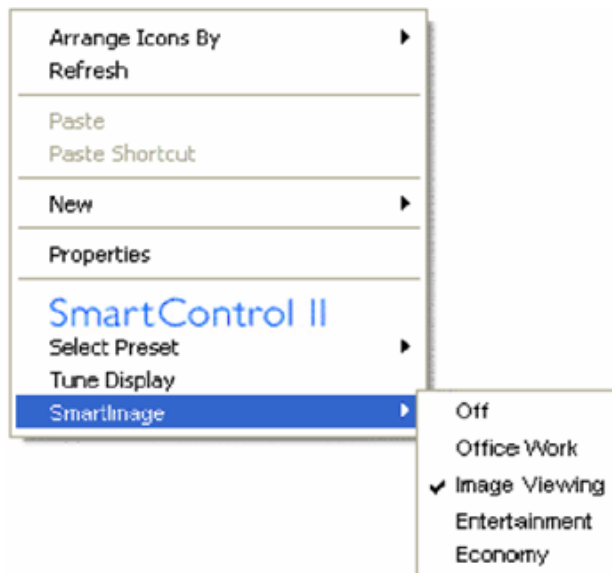 Arrange Icons By
Refresh
Paste
Paste Shortcut
New
Properties
SmartControl II
Select Preset
Tune Display
SmartImage
Off
Office Work
Image Viewing
Entertainment
Economy